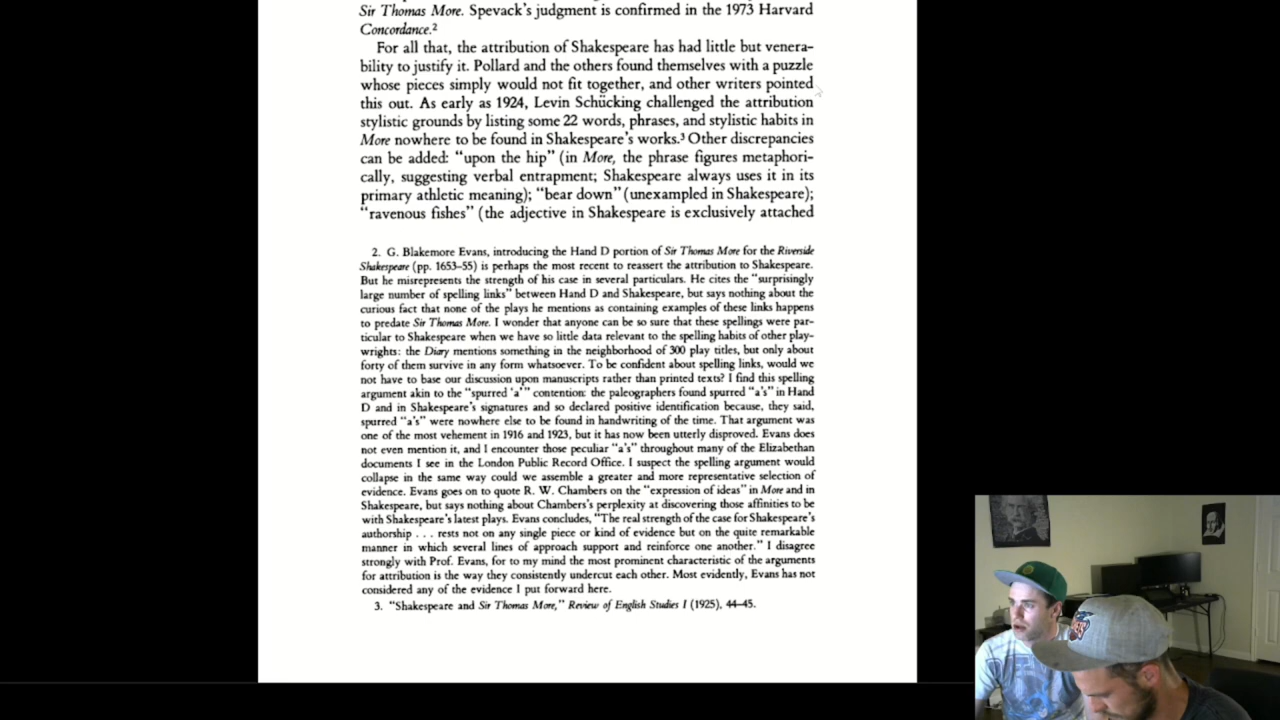 Sir Thomas More. Spevack's judgment is confirmed in the 1973 Harvard
Concordance.2
For all that, the attribution of Shakespeare has had little but venera-
bility to justify it. Pollard and the others found themselves with a puzzle
whose pieces simply would not fit together, and other writers pointed
this out. As early as 1924, Levin Schücking challenged the attribution
stylistic grounds by listing some 22 words, phrases, and stylistic habits in
More nowhere to be found in Shakespeare's works.3 Other discrepancies
can be added: "upon the hip" (in More, the phrase figures metaphori-
cally, suggesting verbal entrapment; Shakespeare always uses it in its
primary athletic meaning); "bear down" (unexampled in Shakespeare);
"ravenous fishes" (the adjective in Shakespeare is exclusively attached
2. G. Blakemore Evans, introducing the Hand D portion of Sir Thomas More for the Riverside
Shakespeare (pp. 1653–55) is perhaps the most recent to reassert the attribution to Shakespeare.
But he misrepresents the strength of his case in several particulars. He cites the "surprisingly
large number of spelling links" between Hand D and Shakespeare, but says nothing about the
curious fact that none of the plays he mentions as containing examples of these links happens
to predate Sir Thomas More. I wonder that anyone can be so sure that these spellings were par-
ticular to Shakespeare when we have so little data relevant to the spelling habits of other play-
wrights: the Diary mentions something in the neighborhood of 300 play titles, but only about
forty of them survive in any form whatsoever. To be confident about spelling links, would we
not have to base our discussion upon manuscripts rather than printed texts? I find this spelling
argument akin to the "spurred 'a'" contention: the paleographers found spurred "a's" in Hand
D and in Shakespeare's signatures and so declared positive identification because, they said,
spurred "a's" were nowhere else to be found in handwriting of the time. That argument was
one of the most vehement in 1916 and 1923, but it has now been utterly disproved. Evans does
not even mention it, and I encounter those peculiar "a's" throughout many of the Elizabethan
documents I see in the London Public Record Office. I suspect the spelling argument would
collapse in the same way could we assemble a greater and more representative selection of
evidence. Evans goes on to quote R. W. Chambers on the "expression of ideas" in More and in
Shakespeare, but says nothing about Chambers's perplexity at discovering those affinities to be
with Shakespeare's latest plays. Evans concludes, "The real strength of the case for Shakespeare's
authorship . . . rests not on any single piece or kind of evidence but on the quite remarkable
manner in which several lines of approach support and reinforce one another." I disagree
strongly with Prof. Evans, for to my mind the most prominent characteristic of the arguments
for attribution is the way they consistently undercut each other. Most evidently, Evans has not
considered any of the evidence I put forward here.
3. "Shakespeare and Sir Thomas More," Review of English Studies I (1925), 44–45.